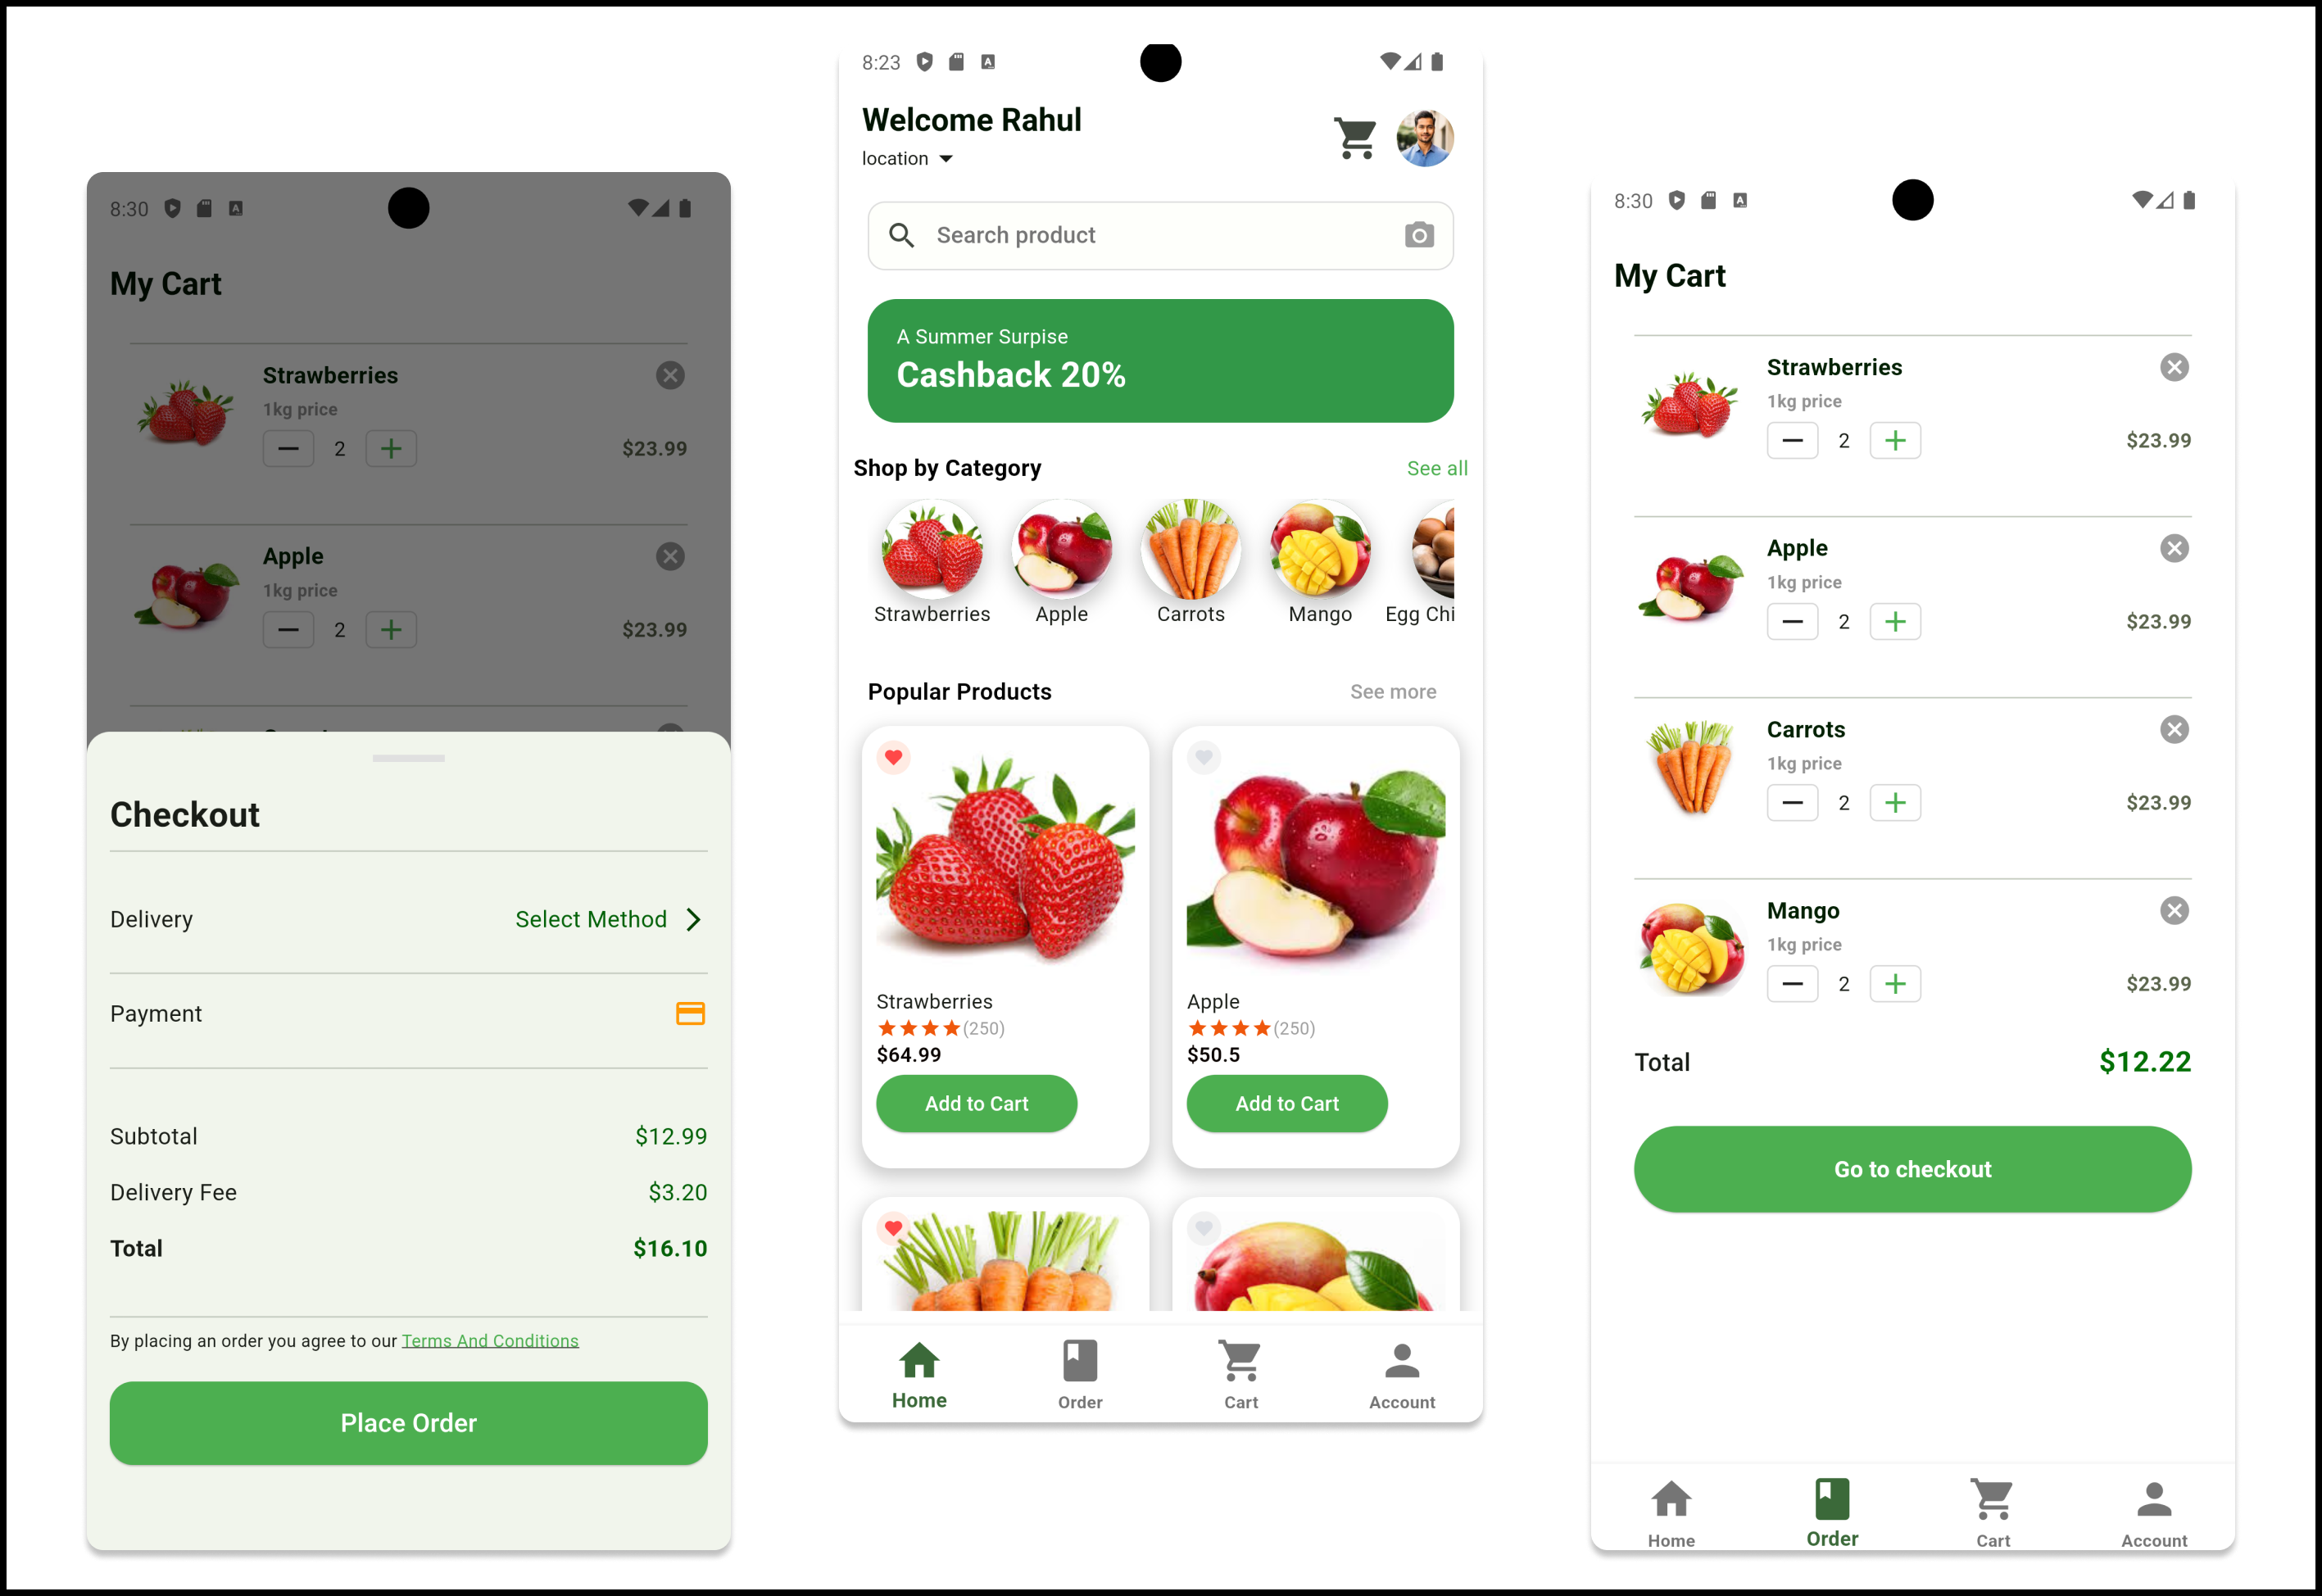 8:30
My Cart
Strawberries
1kg price
2
$23.99
Apple
1kg price
2
$23.99
Checkout
Delivery
Select Method
Payment
Subtotal
$12.99
Delivery Fee
$3.20
Total
$16.10
By placing an order you agree to our Terms And Conditions
Place Order
8:23
A
Welcome Rahul
location
Search product
A Summer Surpise
Cashback 20%
Shop by Category
See all
Strawberries
Apple
Carrots
Mango
Egg Chi
Popular Products
See more
Strawberries
(250)
$64.99
Add to Cart
Apple
(250)
$50.5
Add to Cart
Home
Order
Cart
Account
8:30
A
My Cart
Strawberries
1kg price
2
$23.99
Apple
1kg price
2
$23.99
Carrots
1kg price
2
$23.99
Mango
1kg price
2
$23.99
Total
$12.22
Go to checkout
Home
Order
Cart
Account